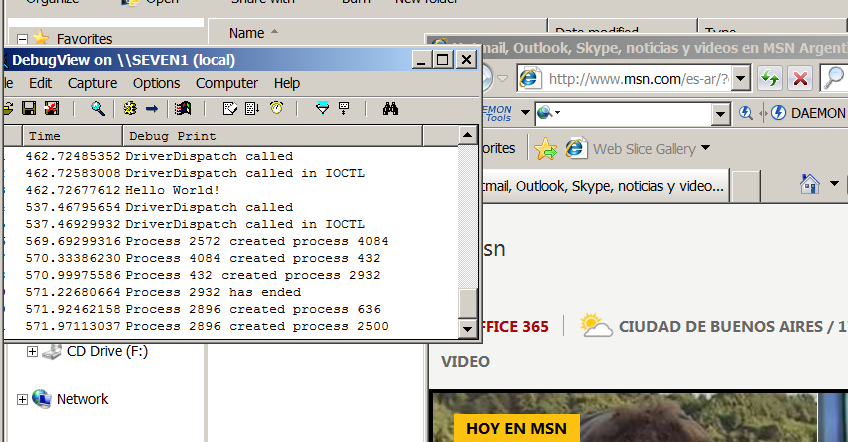 Organize
Open
Share with
Burn
New folder
Favorites
Name
Date modified
Type
DebugView on \\SEVEN1 (local)
Edit Capture Options Computer Help
Time Debug Print
462.72485352 DriverDispatch called
462.72583008 DriverDispatch called in IOCTL
462.72677612 Hello World!
537.46795654 DriverDispatch called
537.46929932 DriverDispatch called in IOCTL
569.69299316 Process 2572 created process 4084
570.33386230 Process 4084 created process 432
570.99975586 Process 432 created process 2932
571.22680664 Process 2932 has ended
571.92462158 Process 2896 created process 636
571.97113037 Process 2896 created process 2500
CD Drive (F:)
Network
mail, Outlook, Skype, noticias y videos en MSN Argenti
http://www.msn.com/es-ar/?
DAEMON
EMON
Tools
vorites
Web Slice Gallery
tmail, Outlook, Skype, noticias y video...
sn
FFICE 365
CIUDAD DE BUENOS AIRES / 1
VIDEO
HOY EN MSN